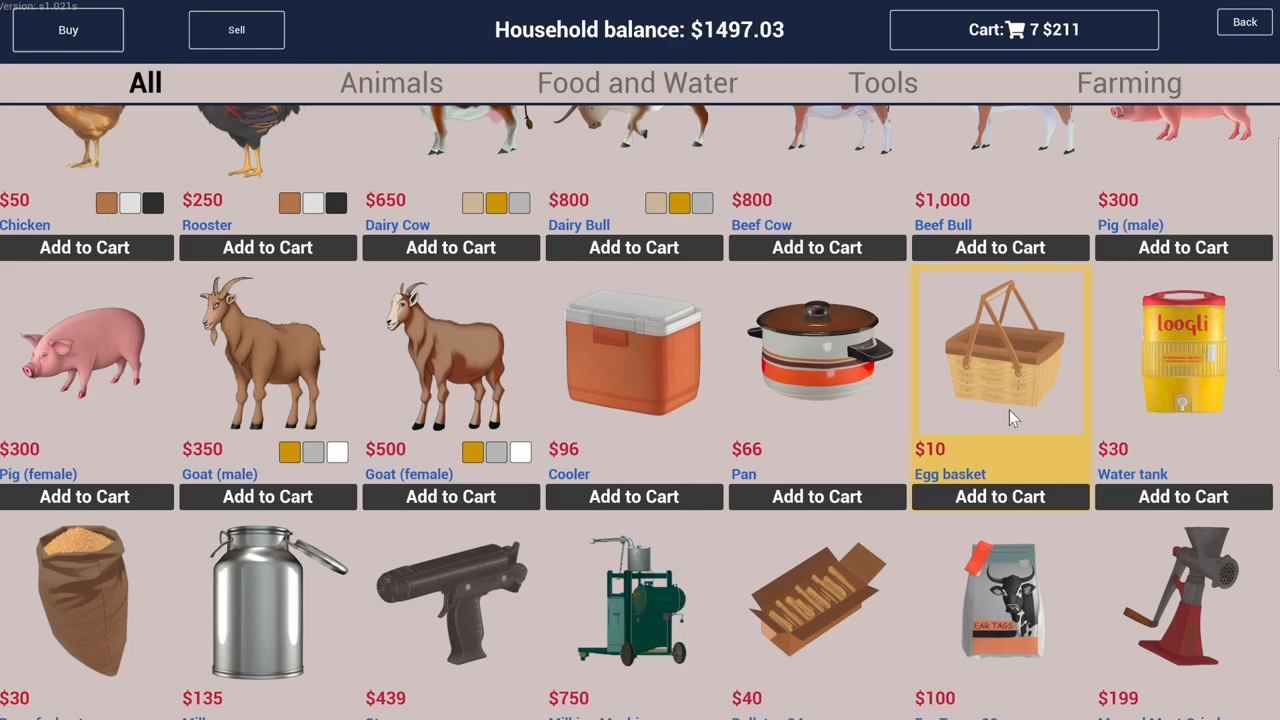 Version: s1.021s
Buy
Sell
Household balance: $1497.03
Cart: 7 $211
Back
All
Animals
Food and Water
Tools
Farming
$50
$250
$650
$800
$800
$1,000
$300
Chicken
Rooster
Dairy Cow
Dairy Bull
Beef Cow
Beef Bull
Pig (male)
Add to Cart
Add to Cart
Add to Cart
Add to Cart
Add to Cart
Add to Cart
Add to Cart
loogli
$300
$350
$500
$96
$66
$10
$30
Pig (female)
Goat (male)
Goat (female)
Cooler
Pan
Egg basket
Water tank
Add to Cart
Add to Cart
Add to Cart
Add to Cart
Add to Cart
Add to Cart
Add to Cart
EAR TAGS
$30
$135
$439
$750
$40
$100
$199